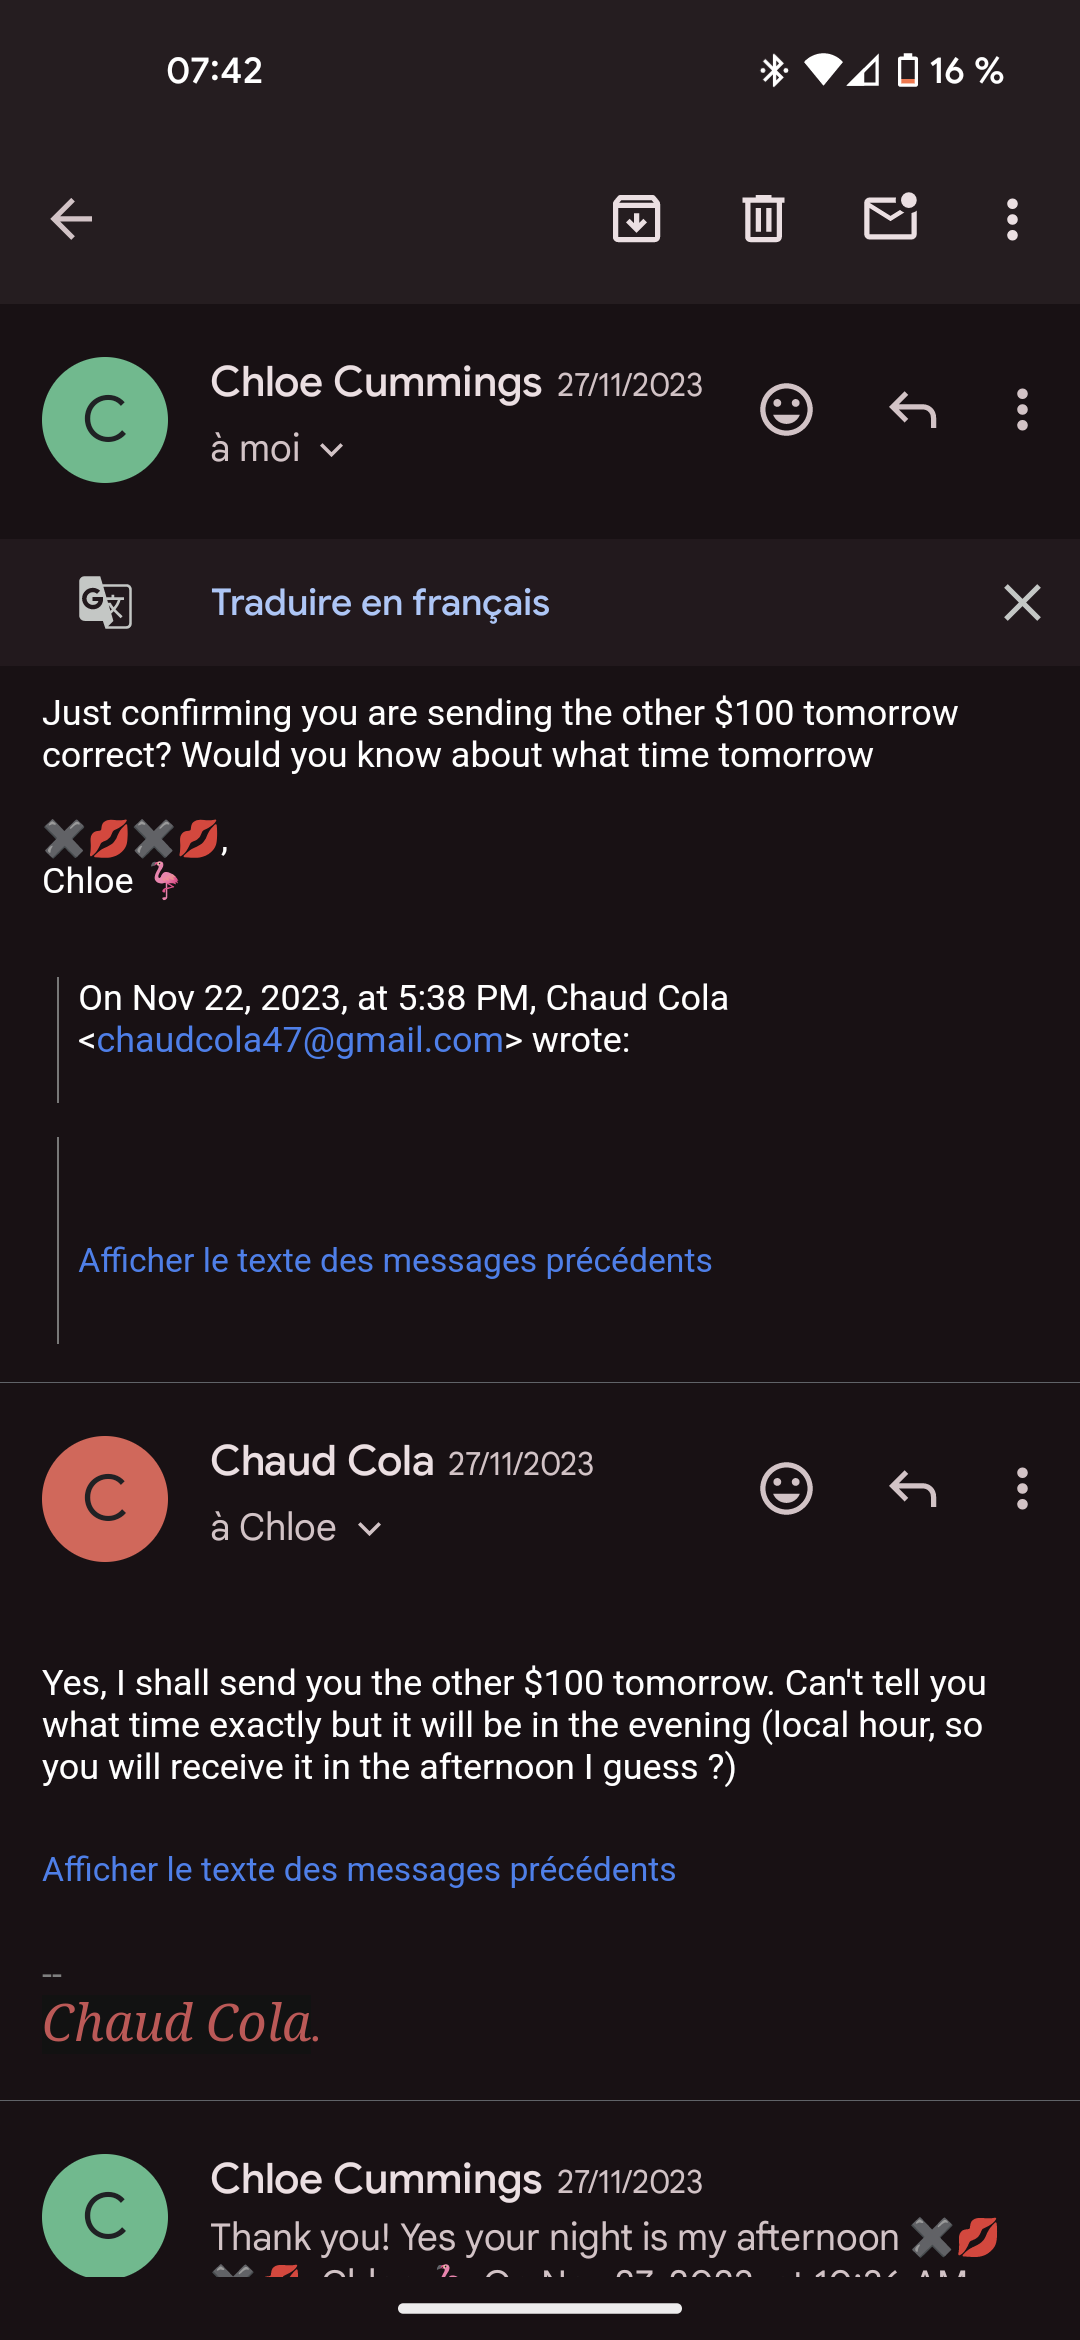 07:42
16 %
C
Chloe Cummings 27/11/2023
à moi
Traduire en français
Just confirming you are sending the other $100 tomorrow
correct? Would you know about what time tomorrow
✖️💋✖️💋,
Chloe 🦩
On Nov 22, 2023, at 5:38 PM, Chaud Cola
<chaudcola47@gmail.com> wrote:
Afficher le texte des messages précédents
C
Chaud Cola 27/11/2023
à Chloe
Yes, I shall send you the other $100 tomorrow. Can't tell you
what time exactly but it will be in the evening (local hour, so
you will receive it in the afternoon I guess ?)
Afficher le texte des messages précédents
--
Chaud Cola.
C
Chloe Cummings 27/11/2023
Thank you! Yes your night is my afternoon ✖️💋